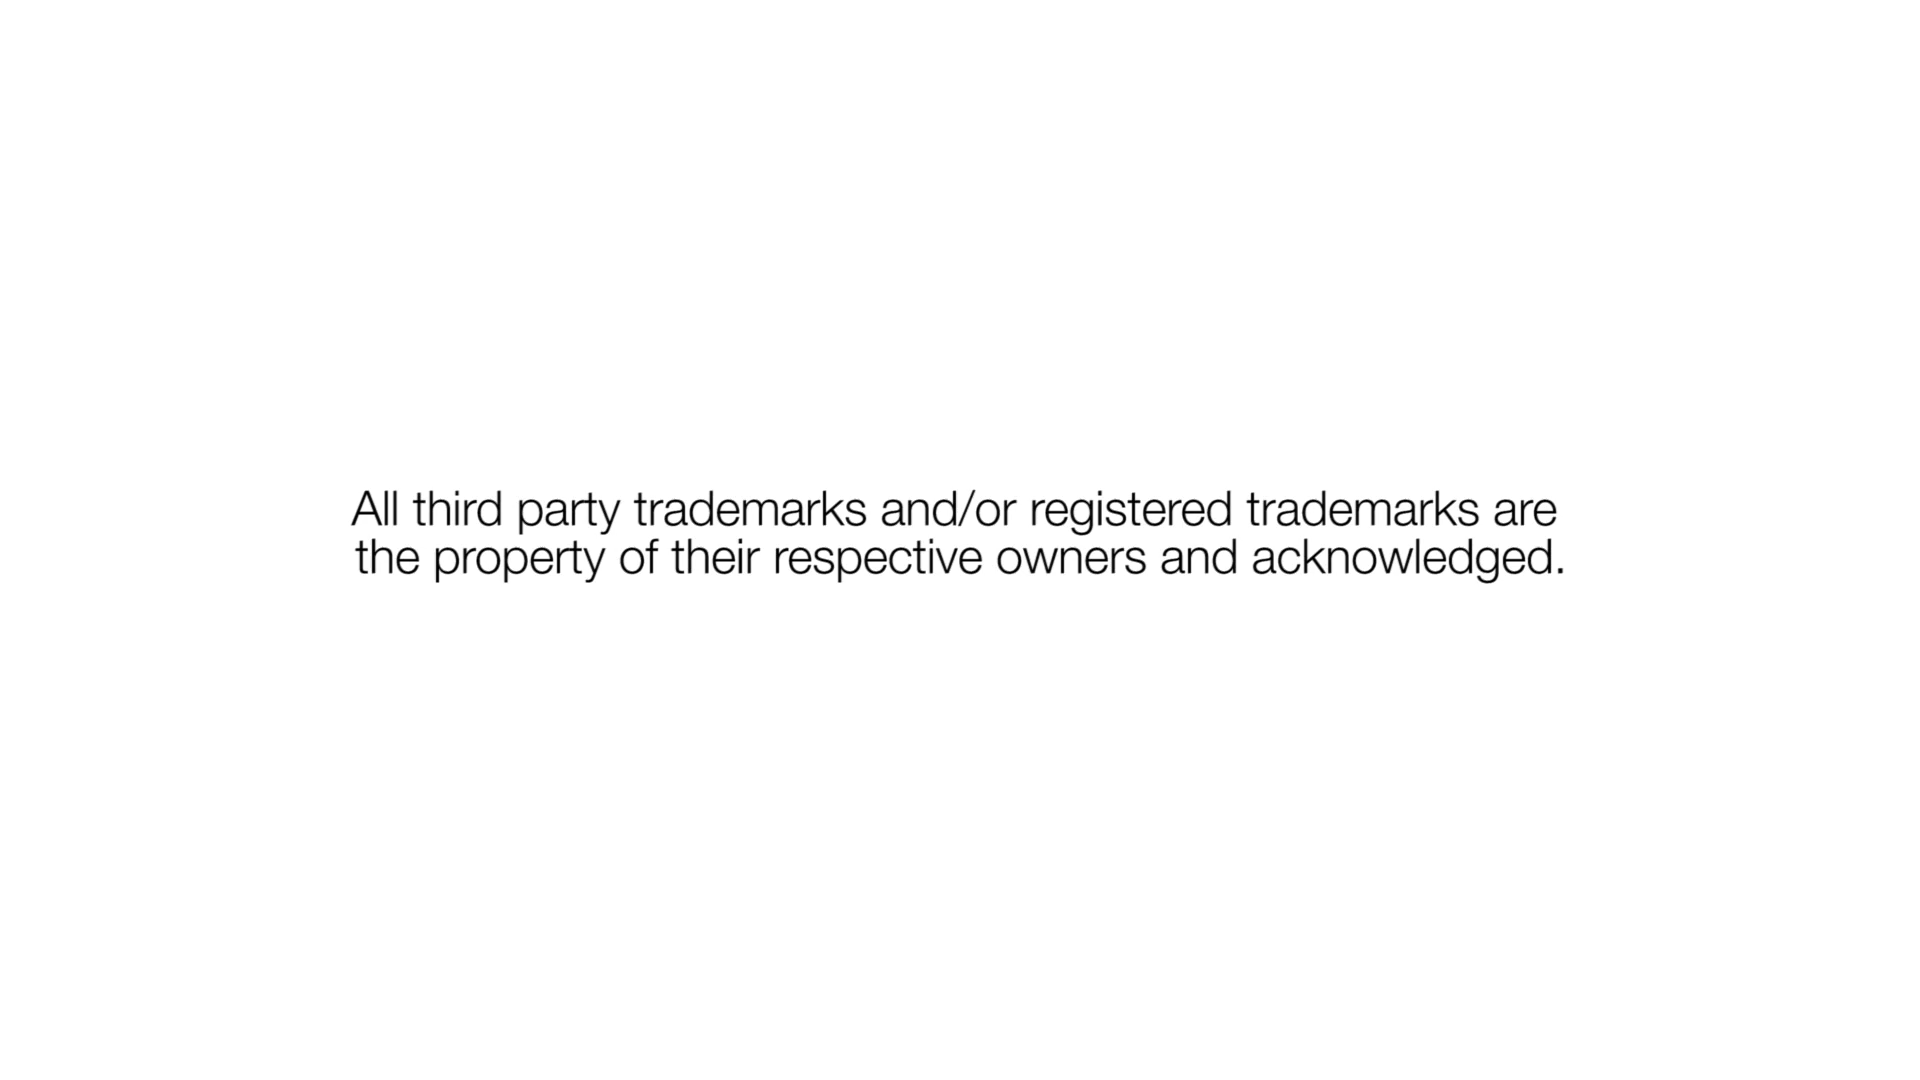 All third party trademarks and/or registered trademarks are
the property of their respective owners and acknowledged.